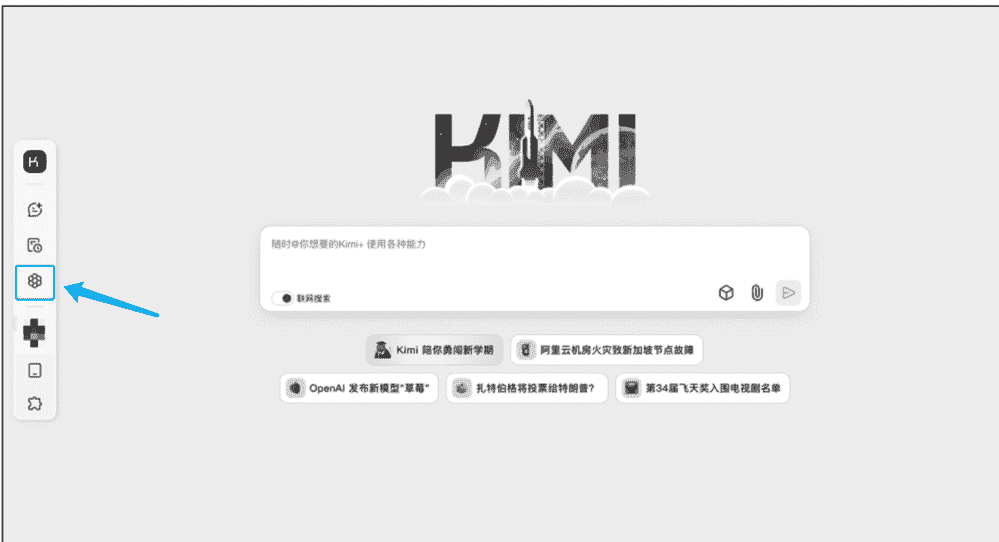 KIMI
K
随时@你想要的Kimi+ 使用各种能力
联网搜索
Kimi 陪你勇闯新学期
阿里云机房火灾致新加坡节点故障
OpenAI 发布新模型“草莓”
扎特伯格将投票给特朗普?
第34届飞天奖入围电视剧名单